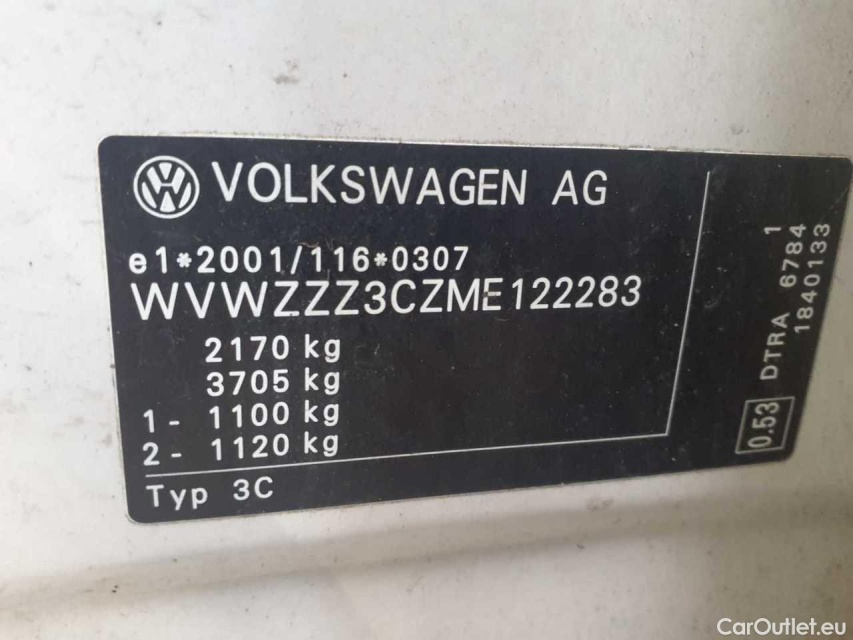 VOLKSWAGEN AG
e1*2001/116*0307
WVWZZZ3CZME122283
2170 kg
3705 kg
1- 1100 kg
2- 1120 kg
Typ 3C
1
DTRA 6784
1840133
0.53
CarOutlet.eu